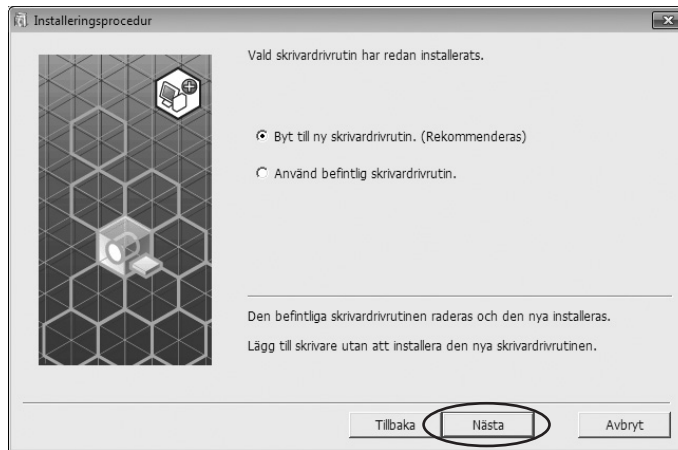 Installeringsprocedur
Vald skrivardrivrutin har redan installerats.
Byt till ny skrivardrivrutin. (Rekommenderas)
Använd befintlig skrivardrivrutin.
Den befintliga skrivardrivrutinen raderas och den nya installeras.
Lägg till skrivare utan att installera den nya skrivardrivrutinen.
Tillbaka
Nästa
Avbryt